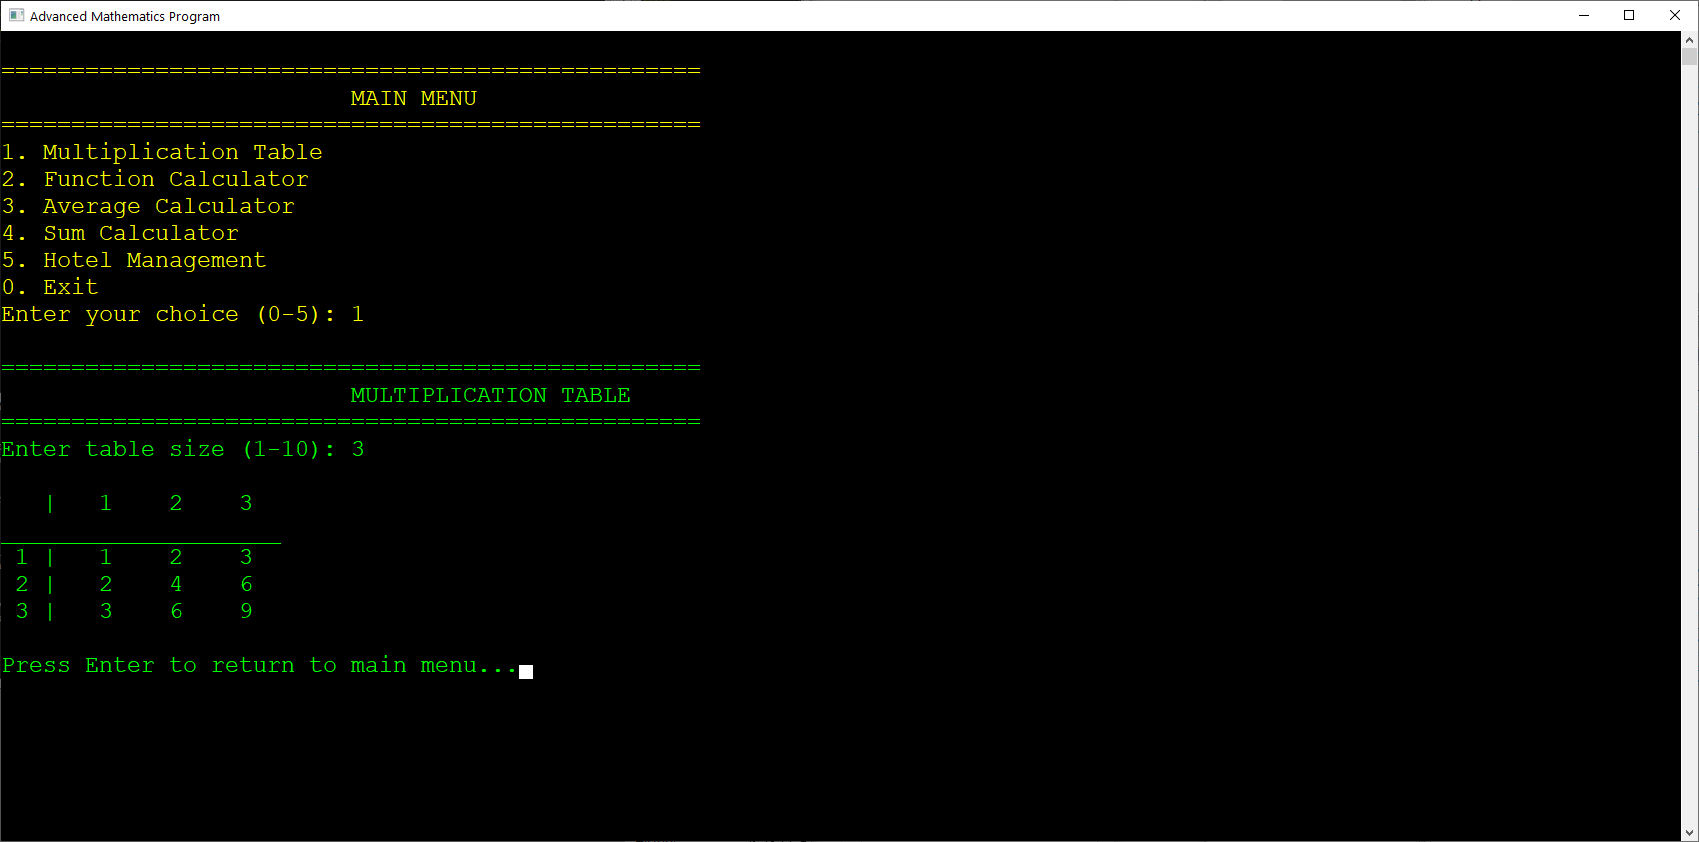 Advanced Mathematics Program
==================================================
                         MAIN MENU
==================================================
1. Multiplication Table
2. Function Calculator
3. Average Calculator
4. Sum Calculator
5. Hotel Management
0. Exit
Enter your choice (0-5): 1
==================================================
                         MULTIPLICATION TABLE
==================================================
Enter table size (1-10): 3
   |   1    2    3
____________________
 1 |   1    2    3
 2 |   2    4    6
 3 |   3    6    9
Press Enter to return to main menu...